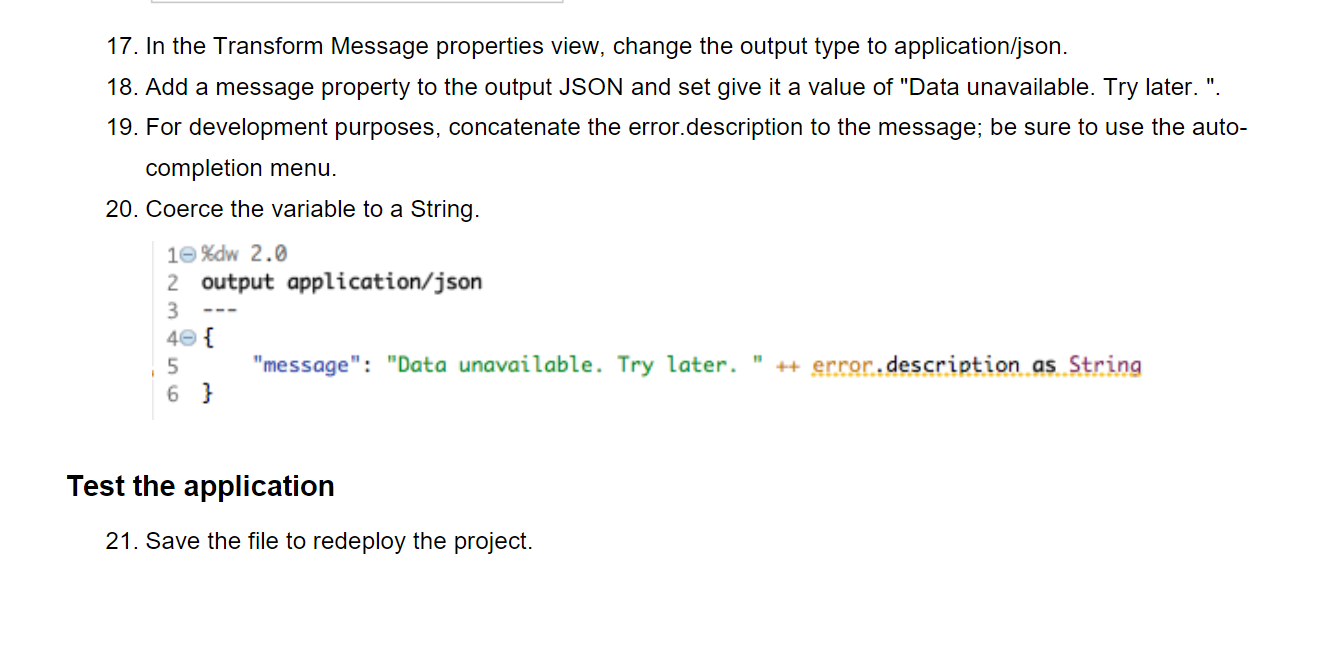 17. In the Transform Message properties view, change the output type to application/json.
18. Add a message property to the output JSON and set give it a value of "Data unavailable. Try later. ".
19. For development purposes, concatenate the error.description to the message; be sure to use the auto-
completion menu.
20. Coerce the variable to a String.
1 %dw 2.0
2 output application/json
3 ---
4 {
5 "message": "Data unavailable. Try later. " ++ error.description as String
6 }
Test the application
21. Save the file to redeploy the project.